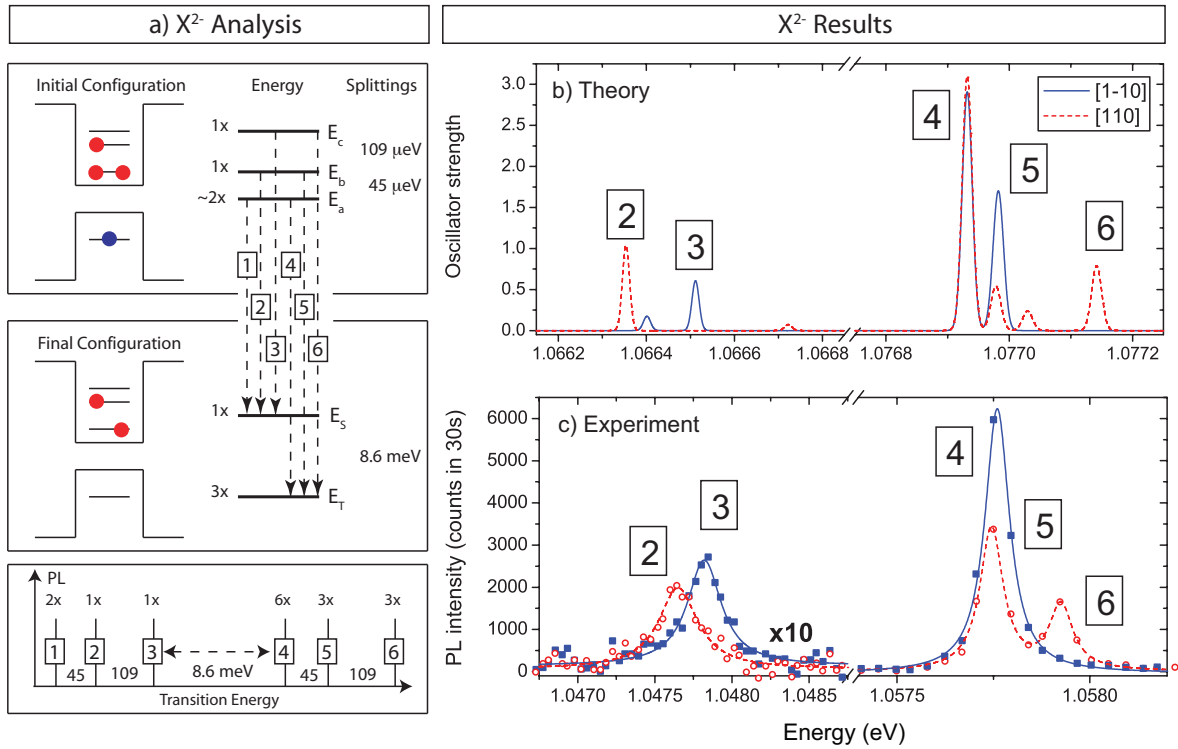 a) X²⁻ Analysis
X²⁻ Results
Initial Configuration
Energy
Splittings
1x
E_c
109 µeV
1x
E_b
45 µeV
~2x
E_a
1
4
2
5
3
6
Final Configuration
1x
E_S
8.6 meV
3x
E_T
PL
2x 1x 1x 6x 3x 3x
1 2 3 4 5 6
45 109 8.6 meV 45 109
Transition Energy
b) Theory
[1-10]
[110]
Oscillator strength
3.0
2.5
2.0
1.5
1.0
0.5
0.0
2
3
4
5
6
1.0662 1.0664 1.0666 1.0668 1.0768 1.0770 1.0772
c) Experiment
PL intensity (counts in 30s)
6000
5000
4000
3000
2000
1000
0
2
3
4
5
6
x10
1.0470 1.0475 1.0480 1.0485 1.0575 1.0580
Energy (eV)